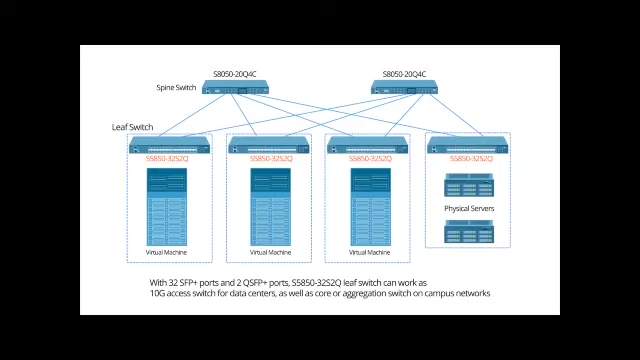 S8050-20Q4C
S8050-20Q4C
Spine Switch
Leaf Switch
S5850-32S2Q
S5850-32S2Q
S5850-32S2Q
S5850-32S2Q
Physical Servers
Virtual Machine
Virtual Machine
Virtual Machine
With 32 SFP+ ports and 2 QSFP+ ports, S5850-32S2Q leaf switch can work as
10G access switch for data centers, as well as core or aggregation switch on campus networks